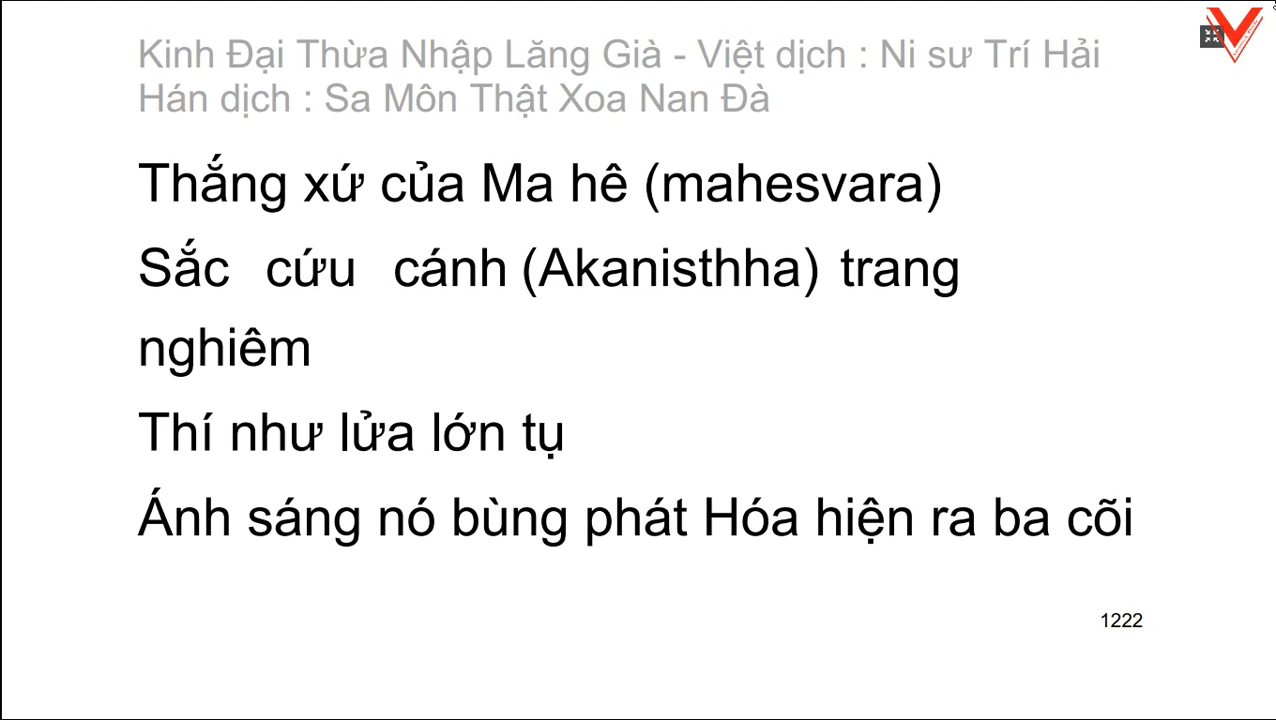 Kinh Đại Thừa Nhập Lăng Già - Việt dịch : Ni sư Trí Hải
Hán dịch : Sa Môn Thật Xoa Nan Đà
Thắng xứ của Ma hê (mahesvara)
Sắc cứu cánh (Akanisthha) trang
nghiêm
Thí như lửa lớn tụ
Ánh sáng nó bùng phát Hóa hiện ra ba cõi
1222